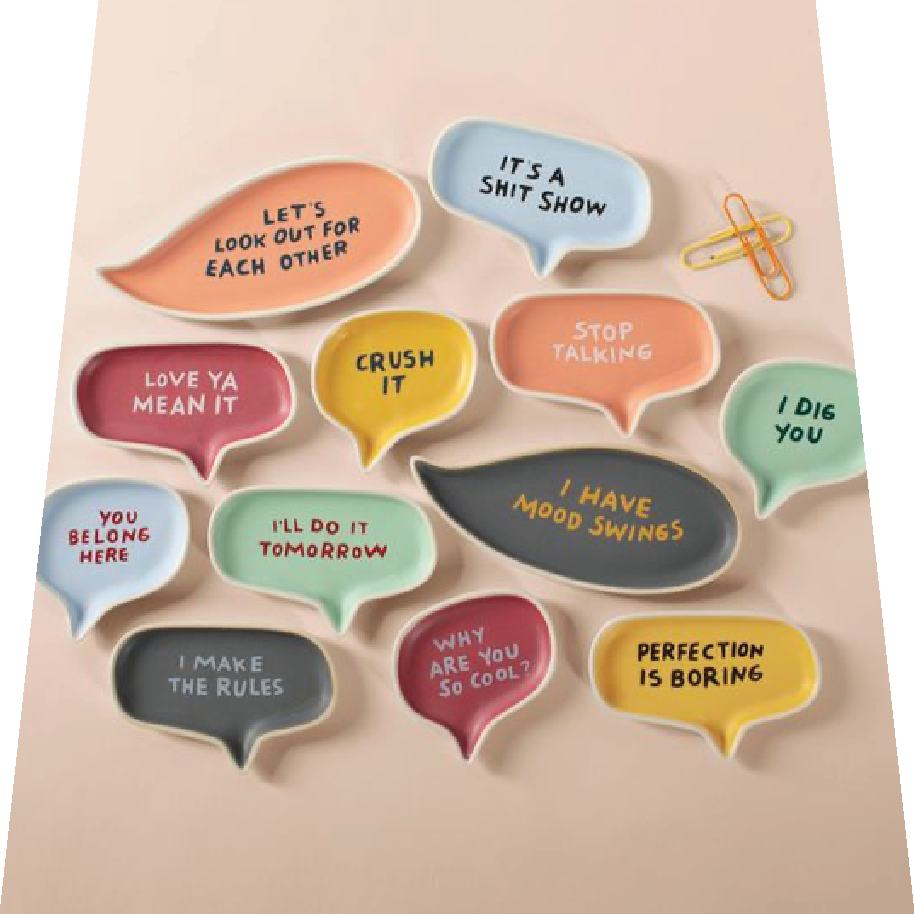 IT'S A
SHIT SHOW
LET'S
LOOK OUT FOR
EACH OTHER
STOP
TALKING
CRUSH
IT
LOVE YA
MEAN IT
I DIG
YOU
I HAVE
MOOD SWINGS
YOU
BELONG
HERE
I'LL DO IT
TOMORROW
WHY
ARE YOU
SO COOL?
PERFECTION
IS BORING
I MAKE
THE RULES